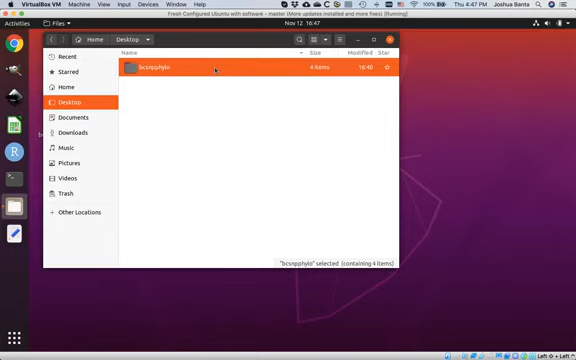 VirtualBox VM Machine View Input Devices Window Help 100% Thu 4:47 PM Joshua Banta
Fresh Configured Ubuntu with software - master (More updates installed and more fixes) [Running]
Activities Files Nov 12 16:47
Home Desktop
Recent
Starred
Home
Desktop
Documents
Downloads
Music
Pictures
Videos
Trash
Other Locations
Name Size Modified Star
bcsnpphylo 4 items 16:40
"bcsnpphylo" selected (containing 4 items)
Left ⌘